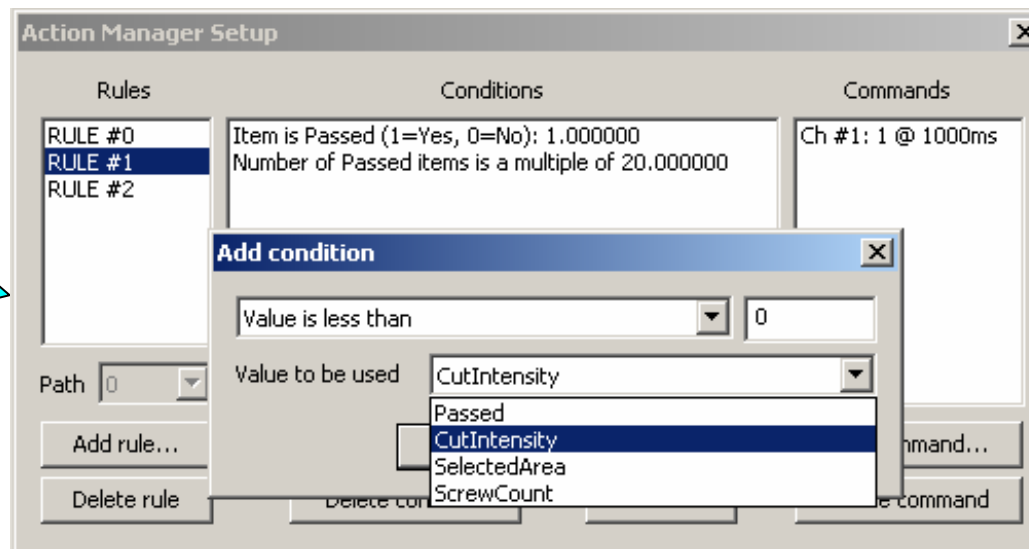 Action Manager Setup
Rules
Conditions
Commands
RULE #0
RULE #1
RULE #2
Item is Passed (1=Yes, 0=No): 1.000000
Number of Passed items is a multiple of 20.000000
Ch #1: 1 @ 1000ms
Add condition
Value is less than
0
Value to be used
CutIntensity
Passed
CutIntensity
SelectedArea
ScrewCount
Path
0
Add rule...
Delete rule
Delete
command